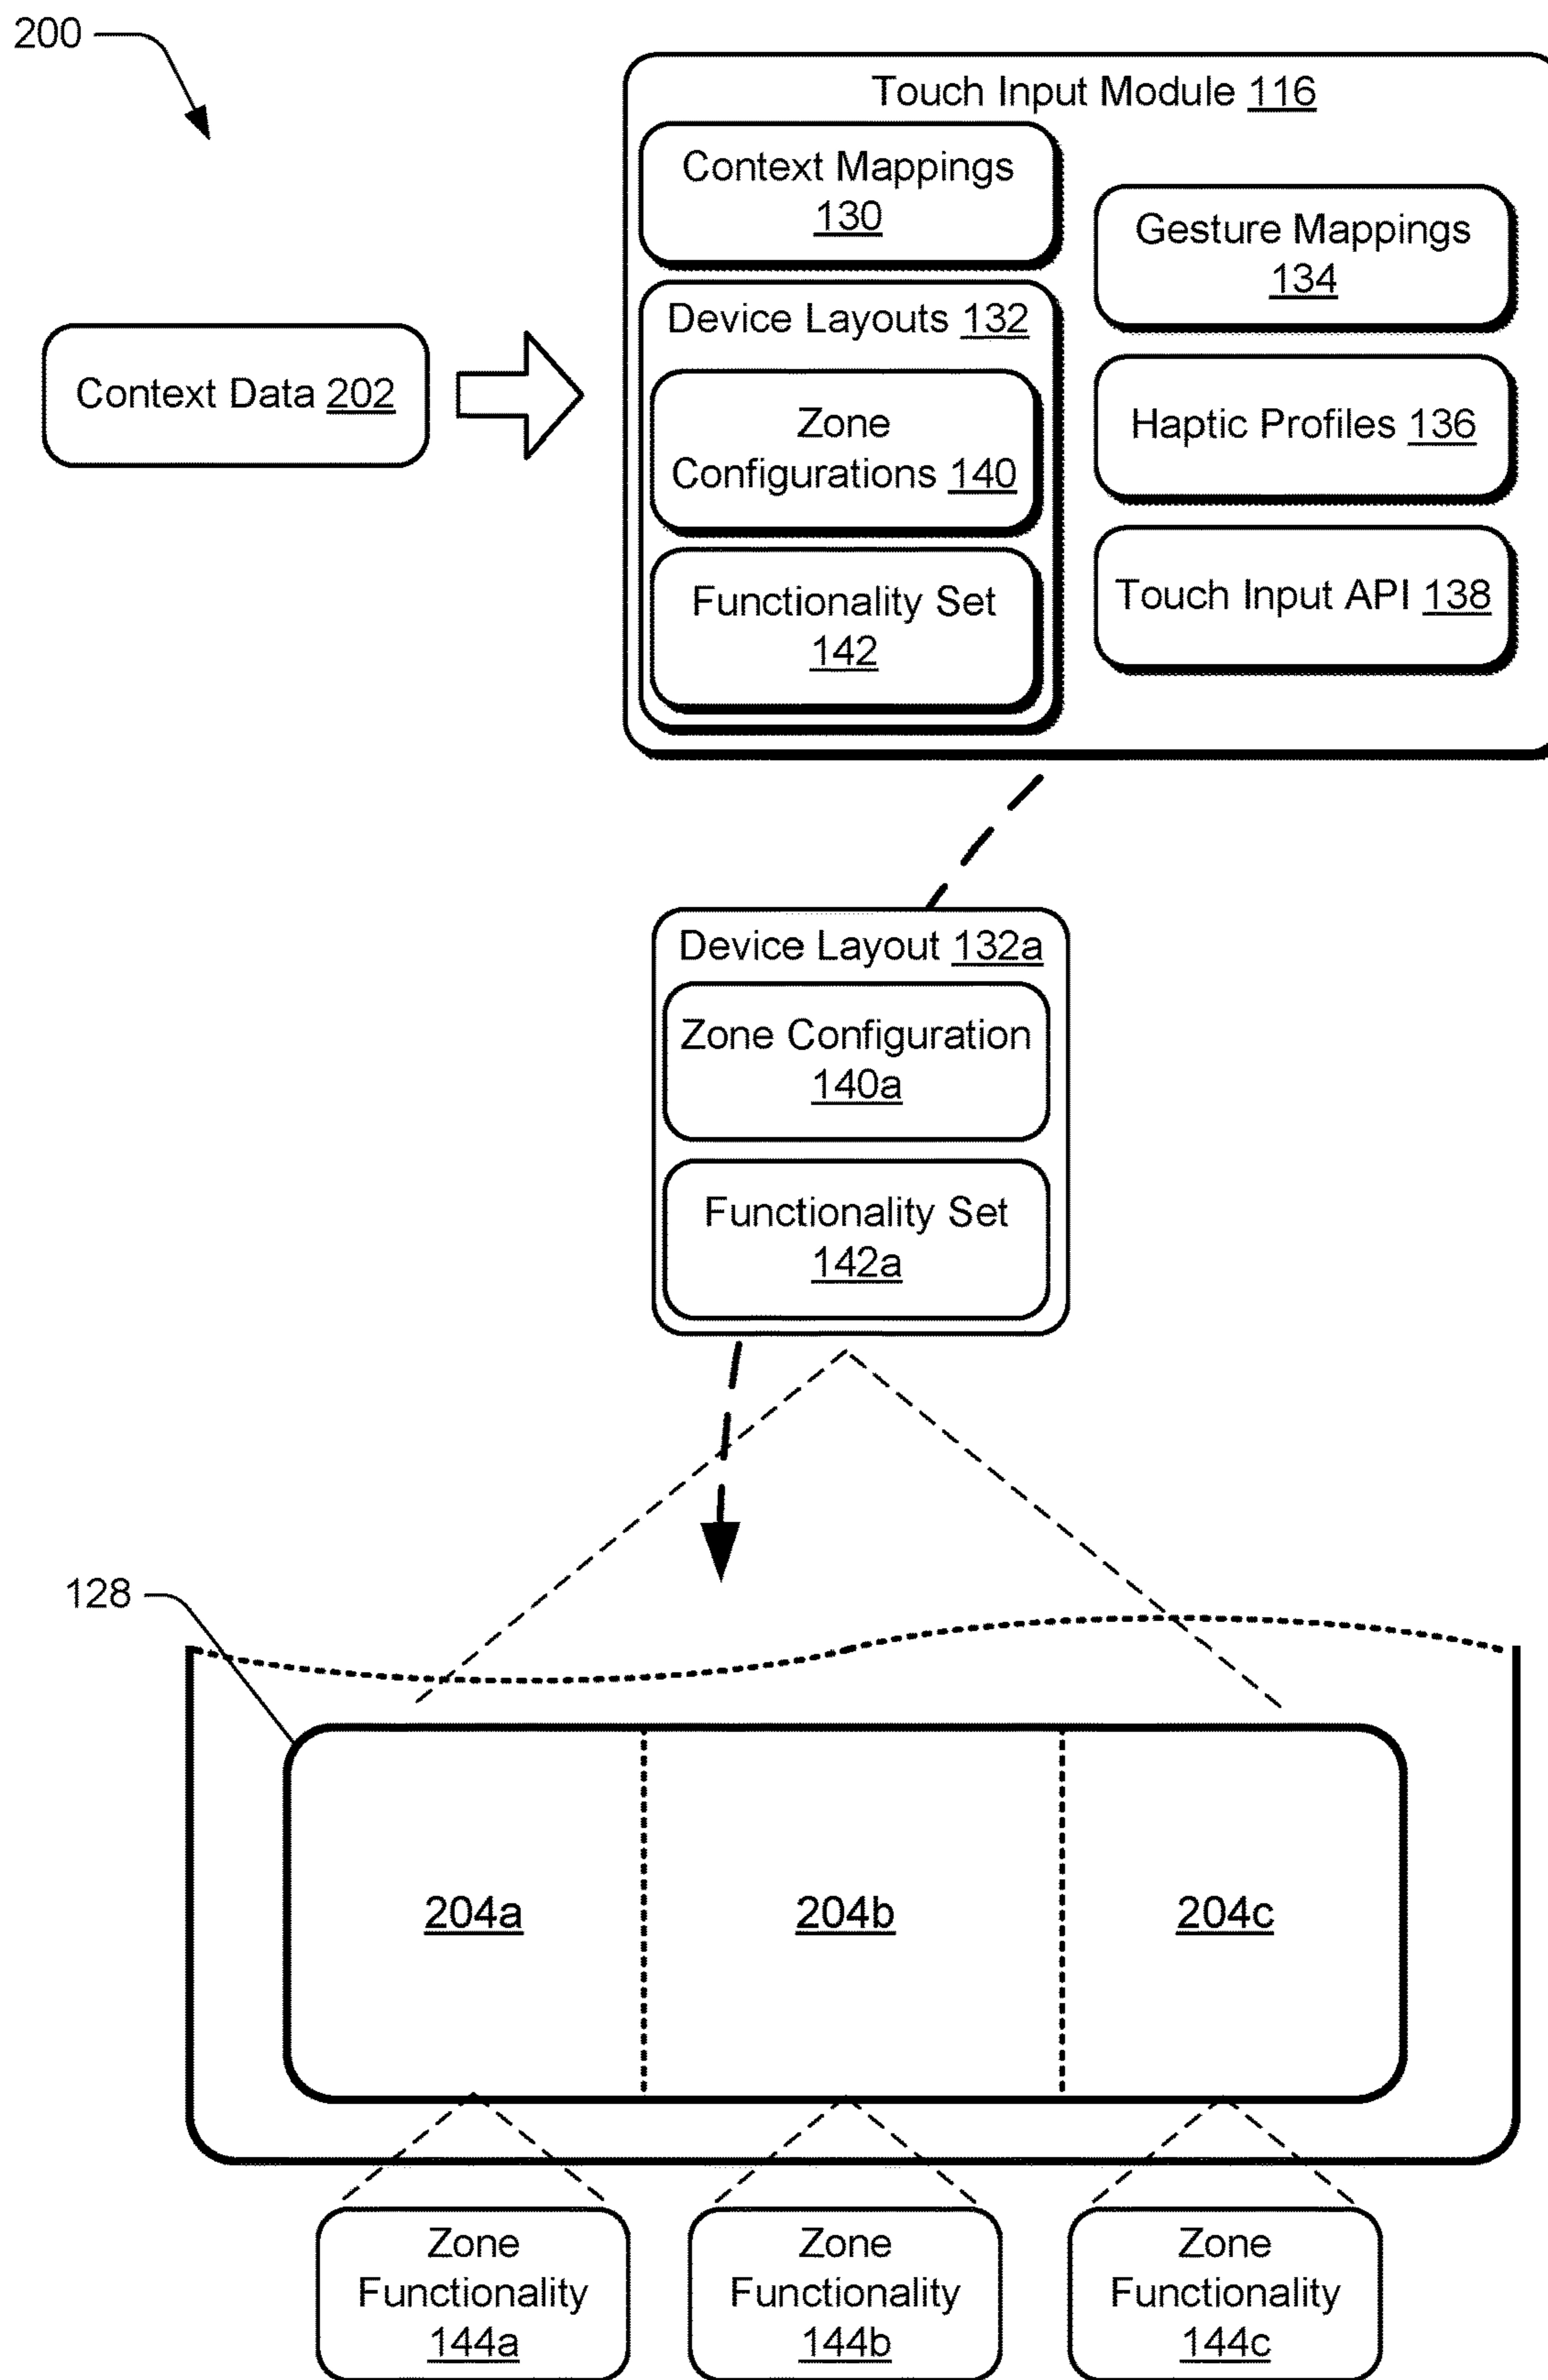 200
Touch Input Module 116
Context Mappings
130
Gesture Mappings
134
Device Layouts 132
Context Data 202
Zone
Configurations 140
Haptic Profiles 136
Functionality Set
142
Touch Input API 138
Device Layout 132a
Zone Configuration
140a
Functionality Set
142a
128
204a
204b
204c
Zone
Functionality
144a
Zone
Functionality
144b
Zone
Functionality
144c